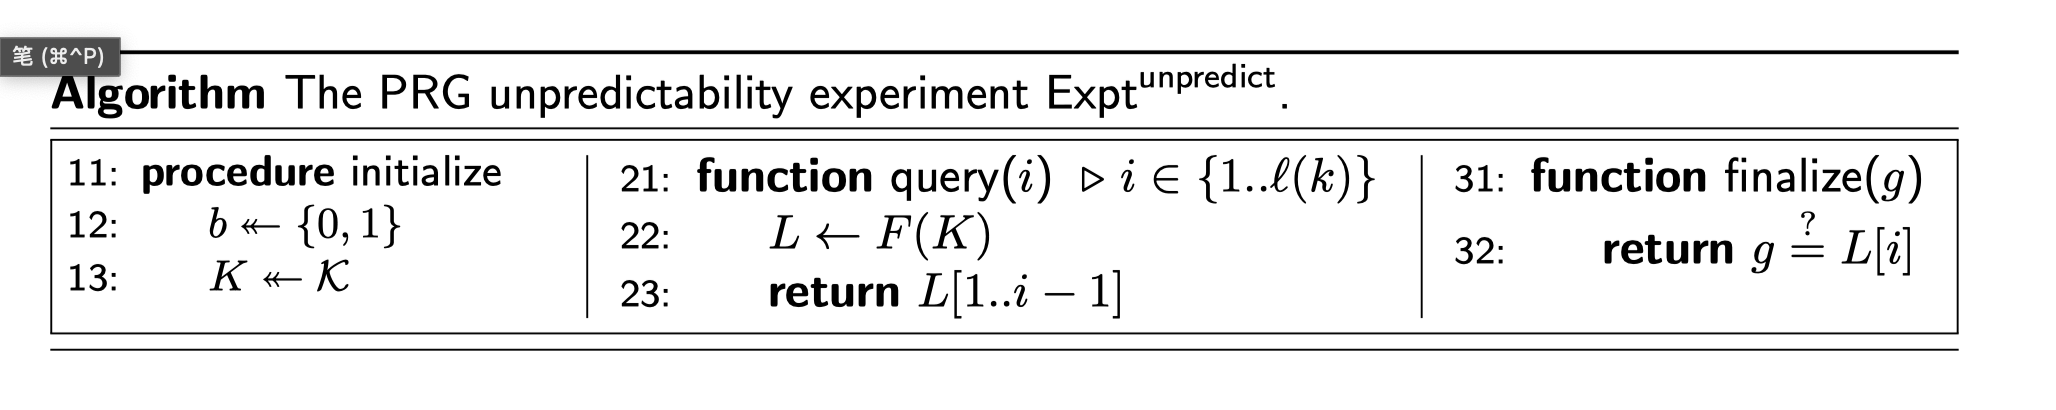 笔 (⌘^P)
Algorithm The PRG unpredictability experiment Expt^unpredict.
11: procedure initialize
12: b ↞ {0, 1}
13: K ↞ 𝒦
21: function query(i) ▷ i ∈ {1..ℓ(k)}
22: L ← F(K)
23: return L[1..i − 1]
31: function finalize(g)
32: return g ≟ L[i]